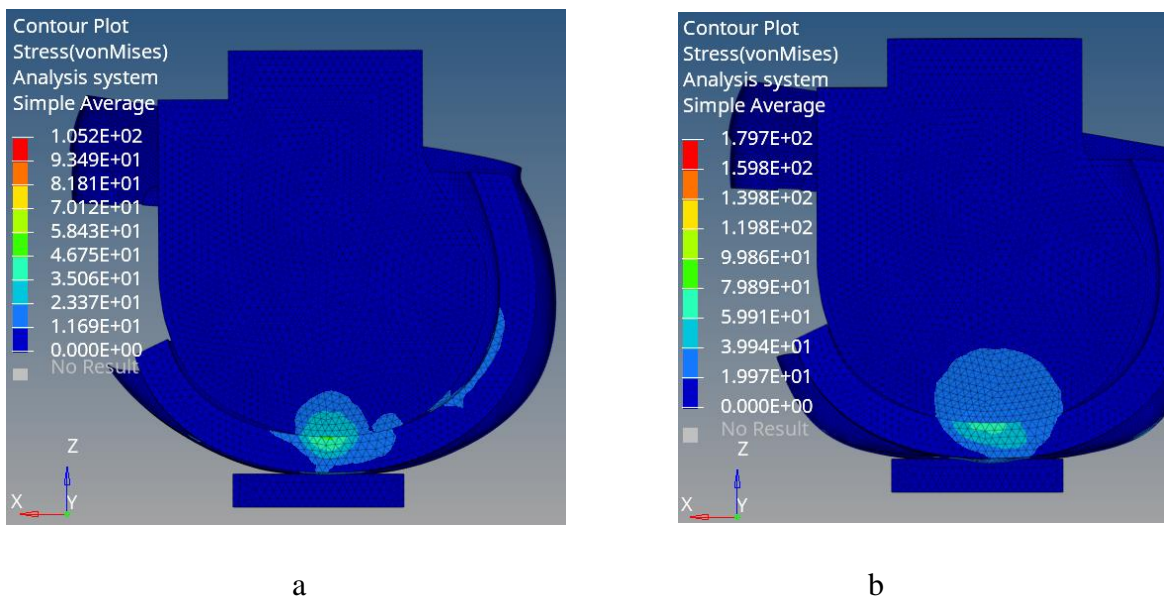 Contour Plot
Stress(vonMises)
Analysis system
Simple Average
1.052E+02
9.349E+01
8.181E+01
7.012E+01
5.843E+01
4.675E+01
3.506E+01
2.337E+01
1.169E+01
0.000E+00
No Result
Z
X
Y
a
Contour Plot
Stress(vonMises)
Analysis system
Simple Average
1.797E+02
1.598E+02
1.398E+02
1.198E+02
9.986E+01
7.989E+01
5.991E+01
3.994E+01
1.997E+01
0.000E+00
No Result
Z
X
Y
b